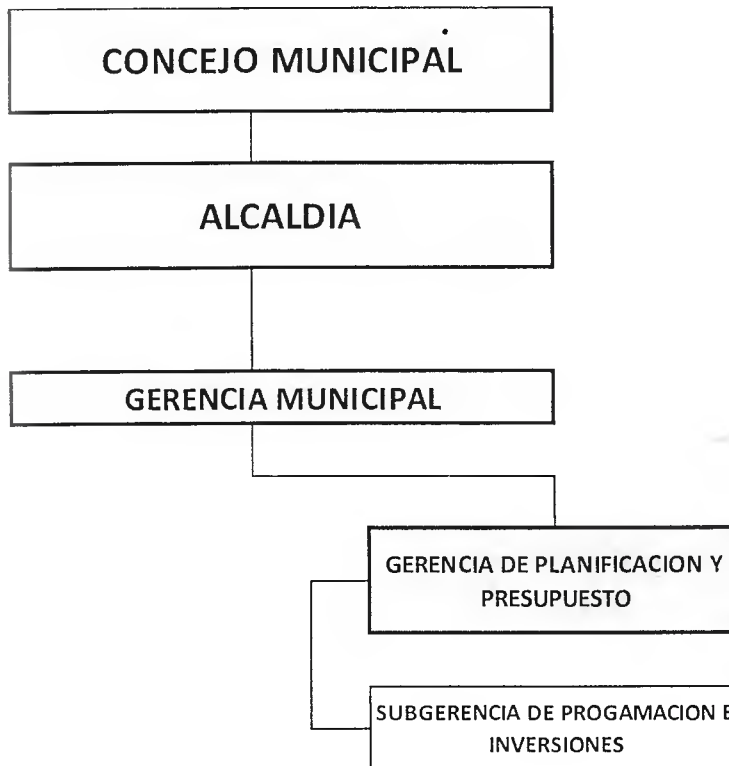 CONCEJO MUNICIPAL
ALCALDIA
GERENCIA MUNICIPAL
GERENCIA DE PLANIFICACION Y
PRESUPUESTO
SUBGERENCIA DE PROGAMACION E
INVERSIONES